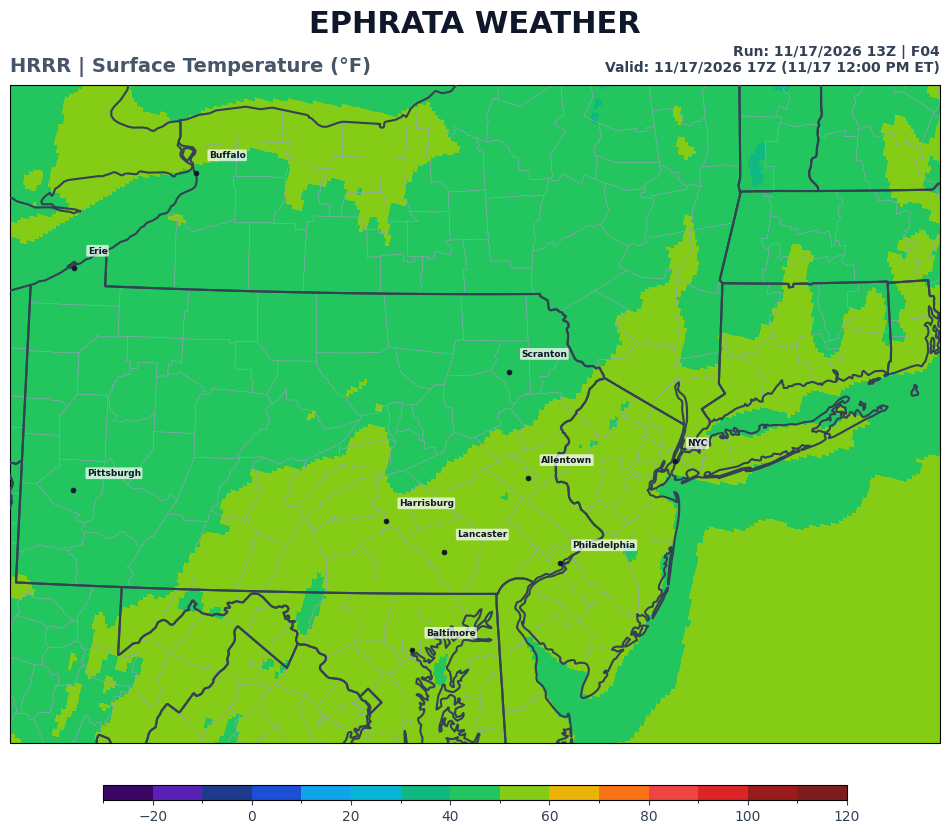 EPHRATA WEATHER
HRRR | Surface Temperature (°F)
Run: 11/17/2026 13Z | F04
Valid: 11/17/2026 17Z (11/17 12:00 PM ET)
Buffalo
Erie
Scranton
NYC
Allentown
Pittsburgh
Harrisburg
Lancaster
Philadelphia
Baltimore
−20 0 20 40 60 80 100 120